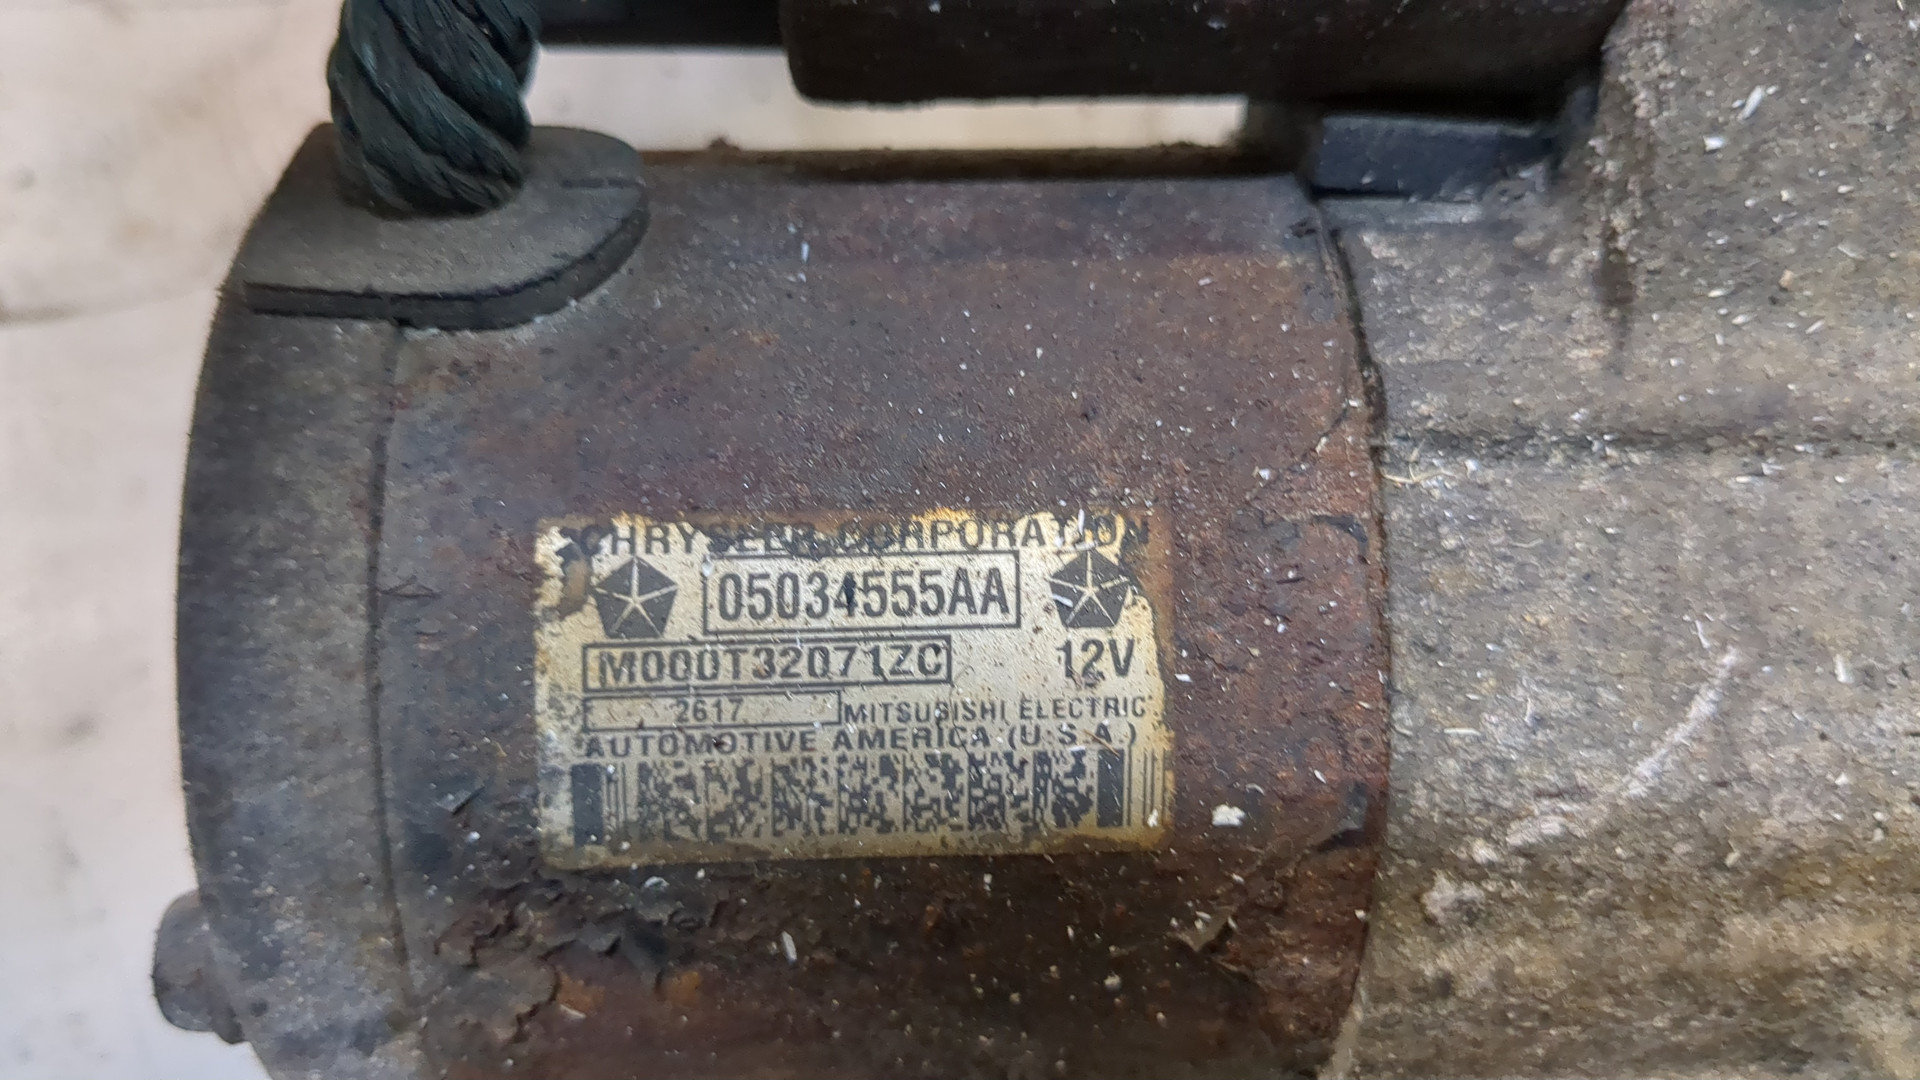 CHRYSLER CORPORATION
05034555AA
M000T32071ZC 12V
2617 MITSUBISHI ELECTRIC
AUTOMOTIVE AMERICA (U.S.A.)